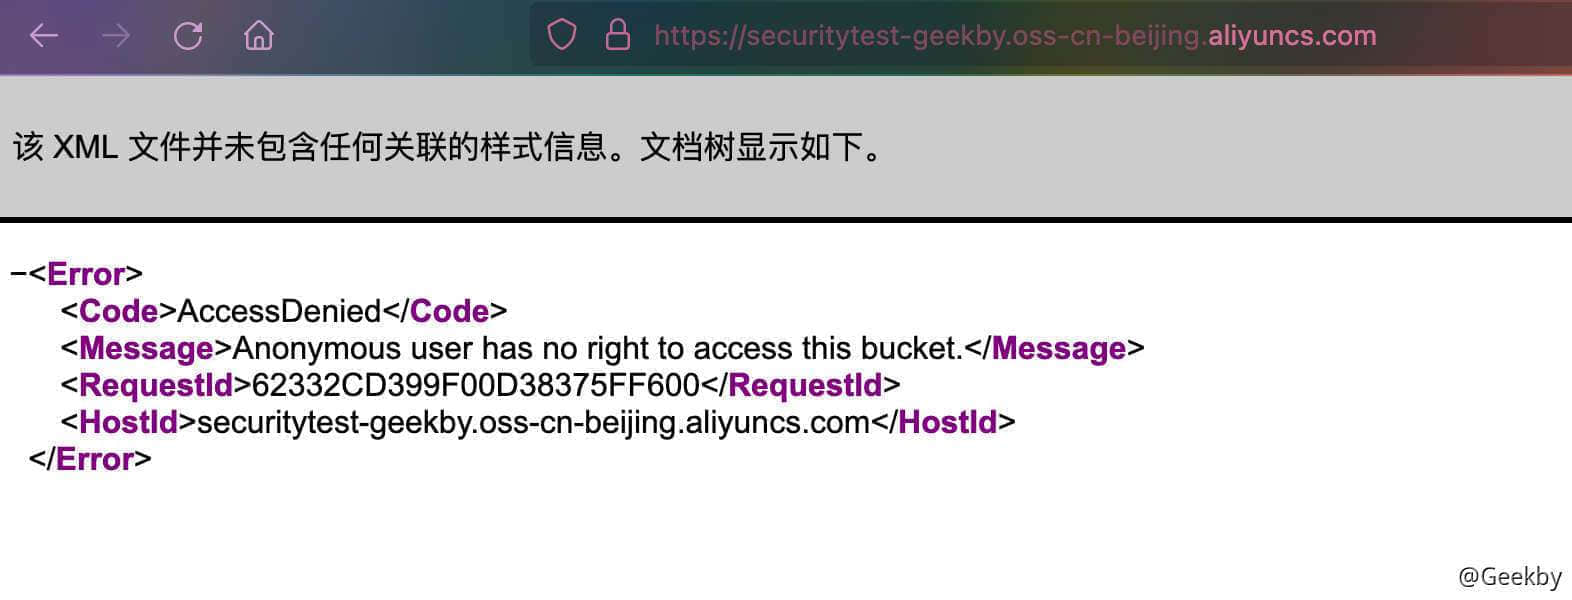 https://securitytest-geekby.oss-cn-beijing.aliyuncs.com
该 XML 文件并未包含任何关联的样式信息。文档树显示如下。
–<Error>
<Code>AccessDenied</Code>
<Message>Anonymous user has no right to access this bucket.</Message>
<RequestId>62332CD399F00D38375FF600</RequestId>
<HostId>securitytest-geekby.oss-cn-beijing.aliyuncs.com</HostId>
</Error>
@Geekby